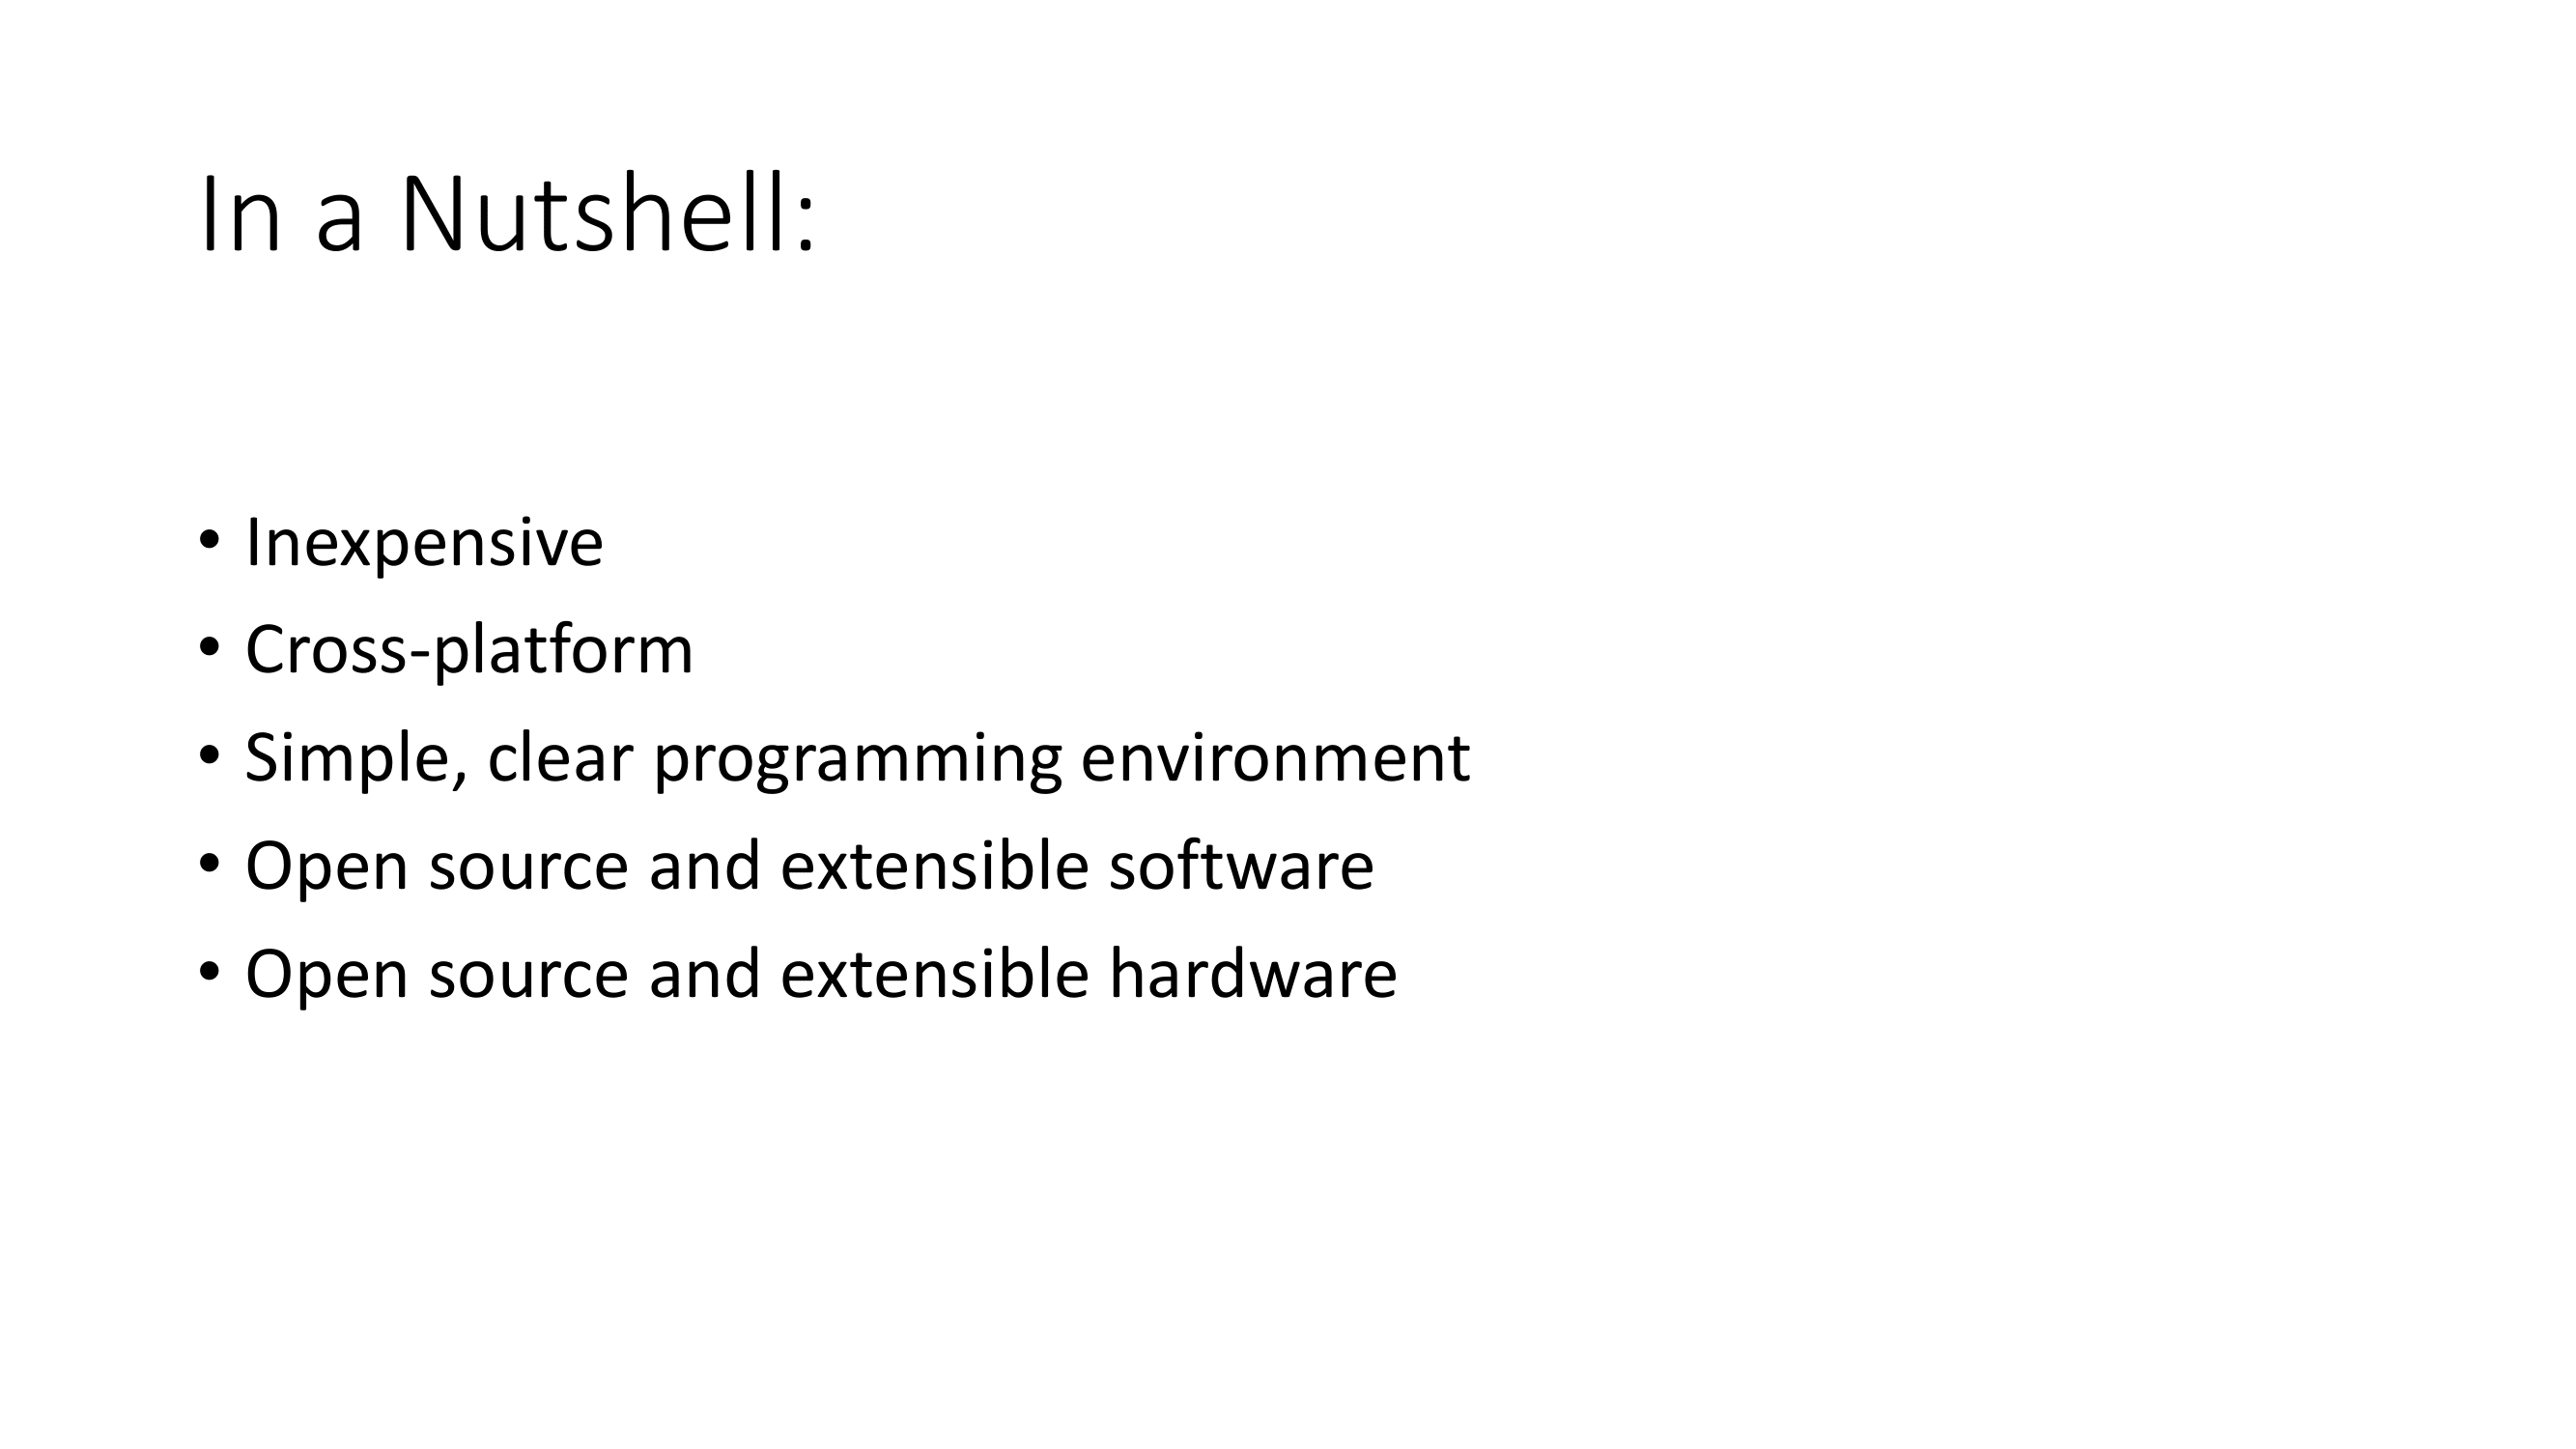 In a Nutshell:
• Inexpensive
• Cross-platform
• Simple, clear programming environment
• Open source and extensible software
• Open source and extensible hardware